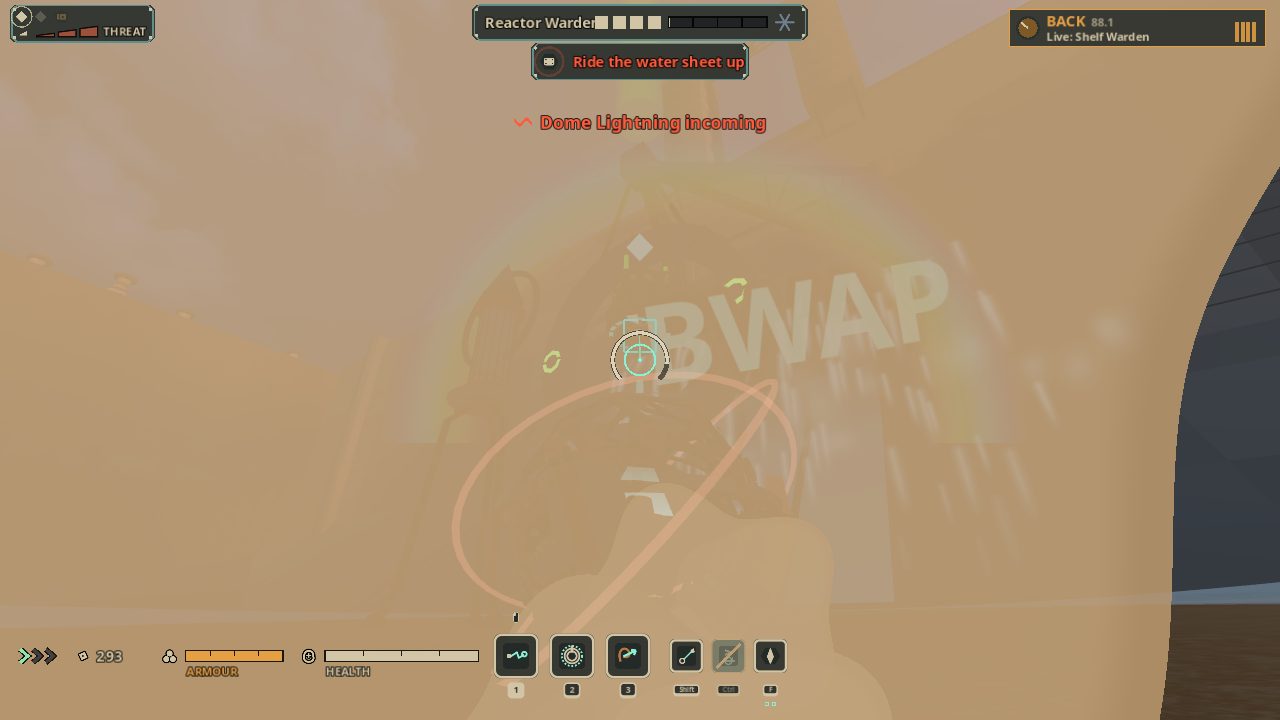 THREAT
Reactor Warden
BACK 88.1
Live: Shelf Warden
Ride the water sheet up
Dome Lightning incoming
BWAP
293
ARMOUR
HEALTH
1
2
3
Shift
Ctrl
F